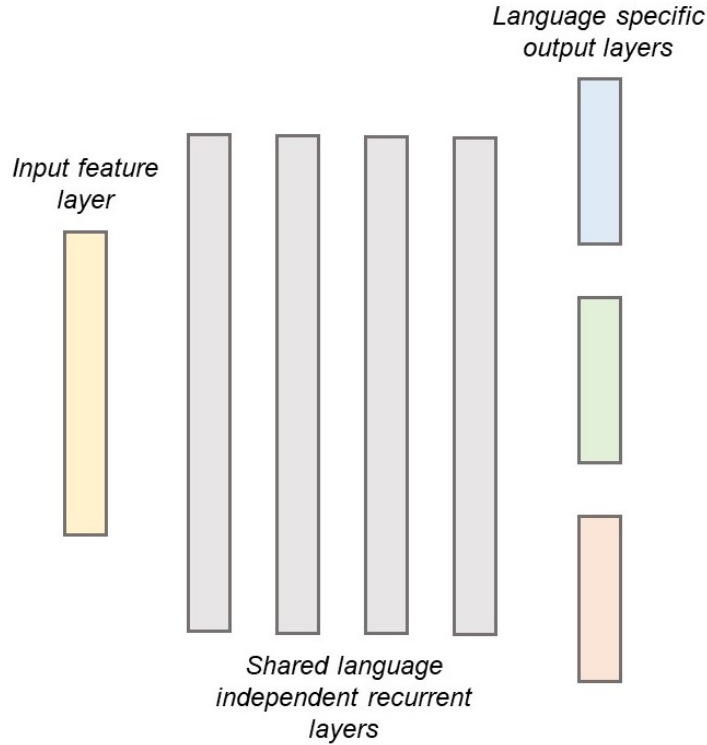 Language specific
output layers
Input feature
layer
Shared language
independent recurrent
layers